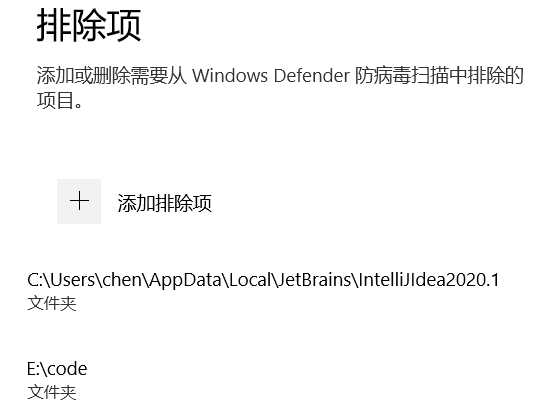 排除项
添加或删除需要从 Windows Defender 防病毒扫描中排除的
项目。
添加排除项
C:\Users\chen\AppData\Local\JetBrains\IntelliJIdea2020.1
文件夹
E:\code
文件夹